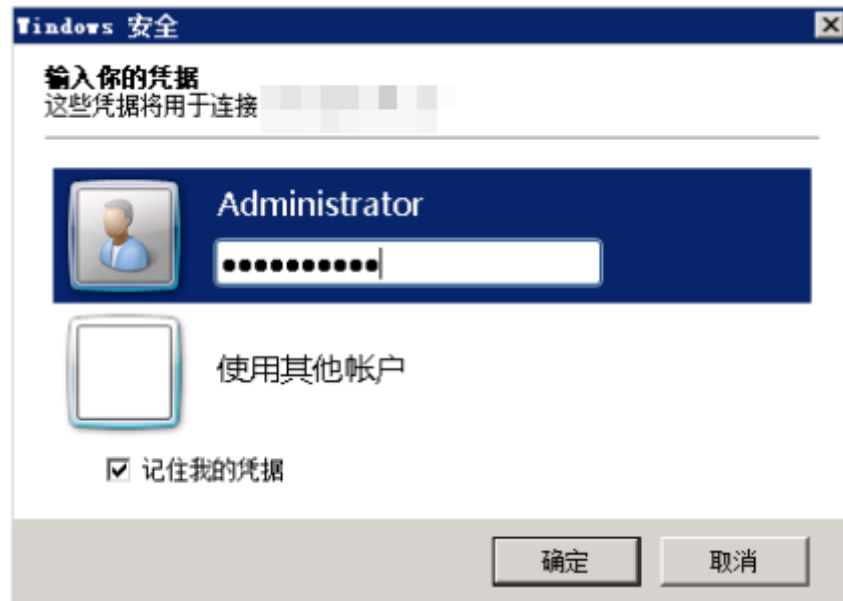 Windows 安全
输入你的凭据
这些凭据将用于连接
Administrator
●●●●●●●●●●
使用其他帐户
记住我的凭据
确定
取消